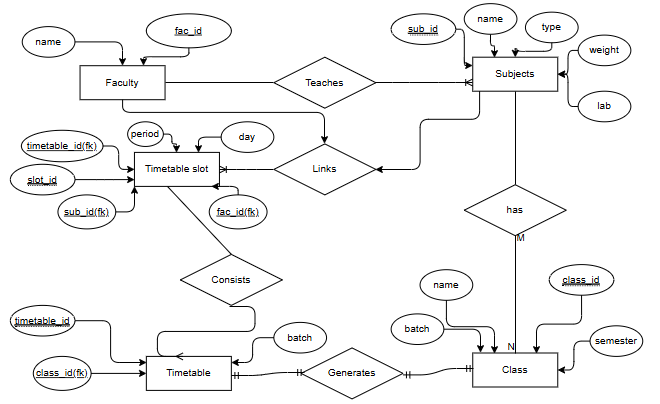 name
fac_id
sub_id
name
type
weight
lab
Faculty
Teaches
Subjects
period
day
timetable_id(fk)
slot_id
sub_id(fk)
Timetable slot
fac_id(fk)
Links
has
M
Consists
name
class_id
timetable_id
batch
batch
N
semester
class_id(fk)
Timetable
Generates
Class